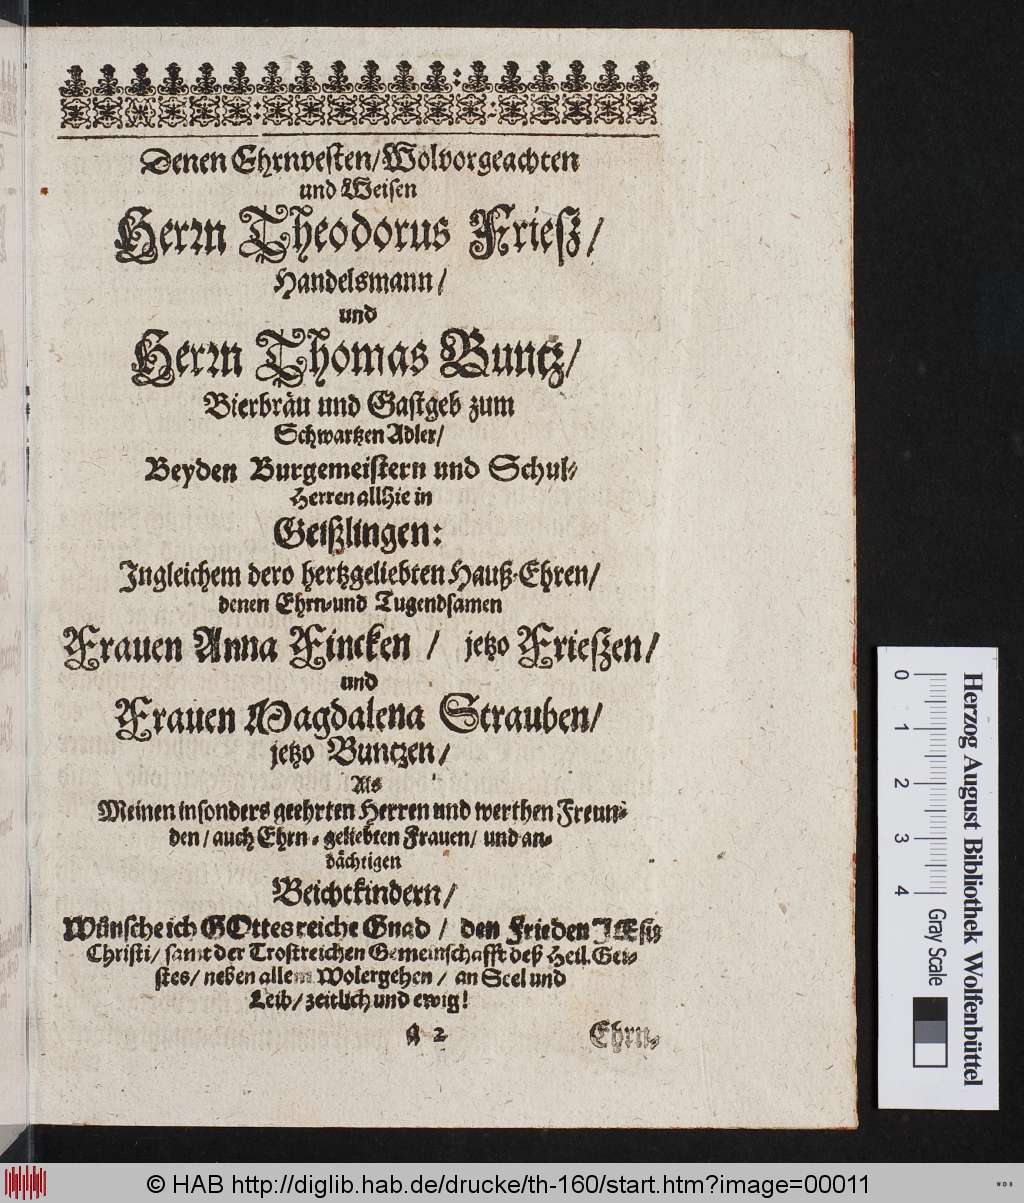 Denen Ehrnvesten/Wolvorgeachten
und Weisen
Herrn Theodorus Frieß/
Handelsmann/
und
Herrn Thomas Buntz/
Bierbräu und Gastgeb zum
Schwartzen Adler/
Beyden Burgemeistern und Schul-
Herren allhie in
Geißlingen:
Ingleichem dero hertzgeliebten Hauß-Ehren/
denen Ehrn-und Tugendsamen
Frauen Anna Fincken / jetzo Frießen/
und
Frauen Magdalena Strauben/
jetzo Buntzen/
Als
Meinen insonders geehrten Herren und werthen Freun-
den/auch Ehrn-geliebten Frauen/ und an-
dächtigen
Beichtkindern/
Wünsche ich GOttes reiche Gnad / den Frieden JEsu
Christi/ samt der Trostreichen Gemeinschafft deß Heil. Gei-
stes/ neben allem Wolergehen/ an Seel und
Leib/ zeitlich und ewig!
2 Ehrn-
0 1 2 3 4
Gray Scale
Herzog August Bibliothek Wolfenbüttel
© HAB http://diglib.hab.de/drucke/th-160/start.htm?image=00011